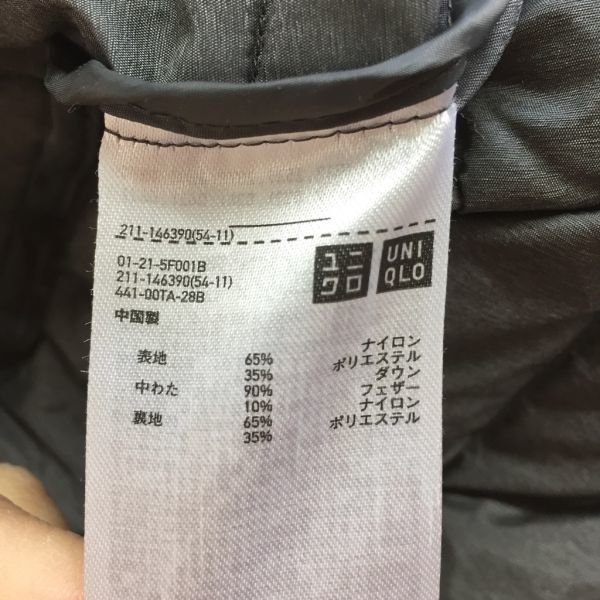 211-146390(54-11)
01-21-5F001B
211-146390(54-11)
441-00TA-28B
中国製
ユニクロ
UNIQLO
表地 65% ナイロン
35% ポリエステル
中わた 90% ダウン
10% フェザー
裏地 65% ナイロン
35% ポリエステル